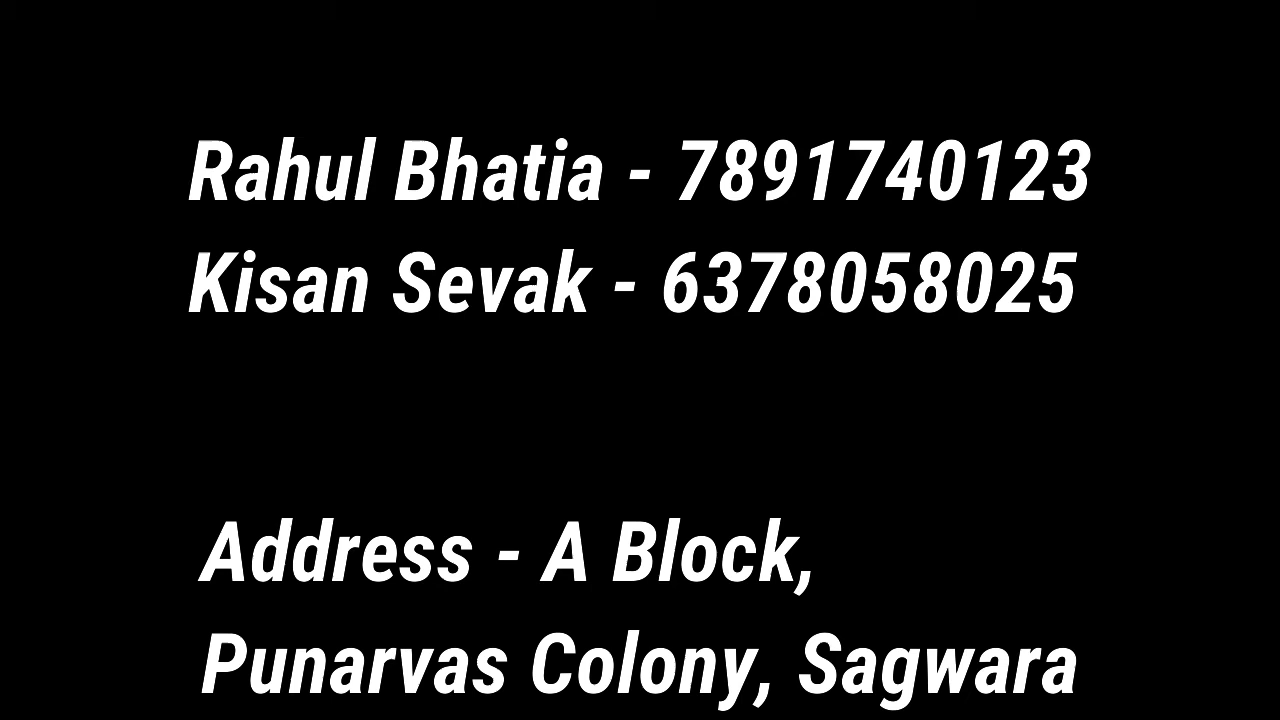 Rahul Bhatia - 7891740123
Kisan Sevak - 6378058025
Address - A Block,
Punarvas Colony, Sagwara